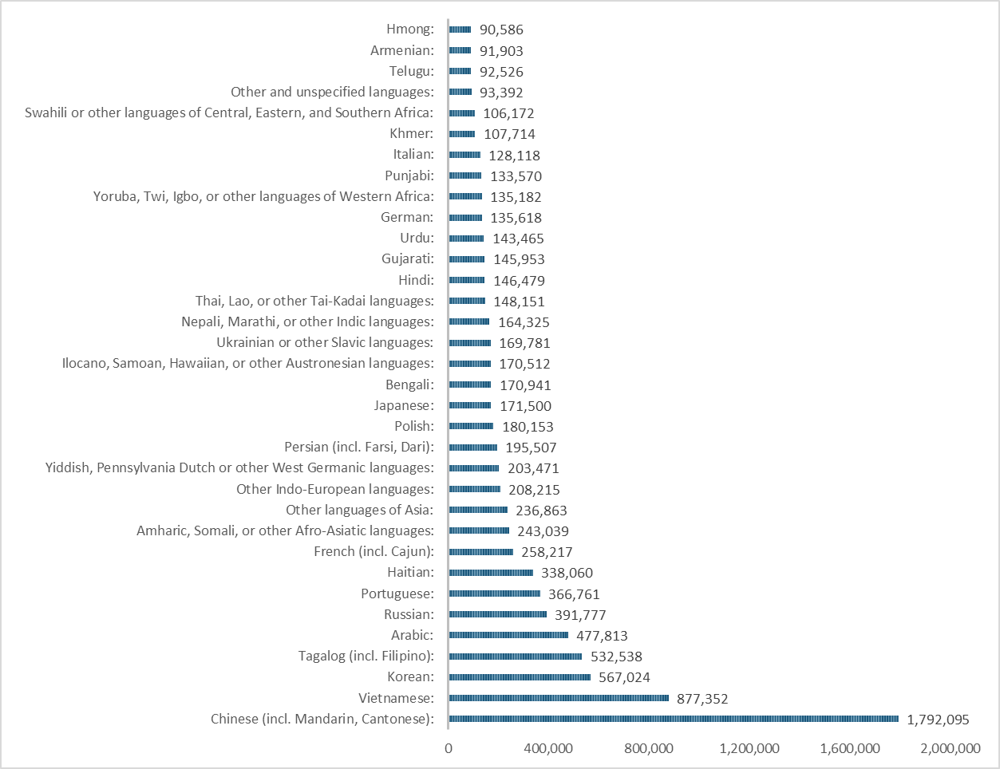 Hmong: 90,586
Armenian: 91,903
Telugu: 92,526
Other and unspecified languages: 93,392
Swahili or other languages of Central, Eastern, and Southern Africa: 106,172
Khmer: 107,714
Italian: 128,118
Punjabi: 133,570
Yoruba, Twi, Igbo, or other languages of Western Africa: 135,182
German: 135,618
Urdu: 143,465
Gujarati: 145,953
Hindi: 146,479
Thai, Lao, or other Tai-Kadai languages: 148,151
Nepali, Marathi, or other Indic languages: 164,325
Ukrainian or other Slavic languages: 169,781
Ilocano, Samoan, Hawaiian, or other Austronesian languages: 170,512
Bengali: 170,941
Japanese: 171,500
Polish: 180,153
Persian (incl. Farsi, Dari): 195,507
Yiddish, Pennsylvania Dutch or other West Germanic languages: 203,471
Other Indo-European languages: 208,215
Other languages of Asia: 236,863
Amharic, Somali, or other Afro-Asiatic languages: 243,039
French (incl. Cajun): 258,217
Haitian: 338,060
Portuguese: 366,761
Russian: 391,777
Arabic: 477,813
Tagalog (incl. Filipino): 532,538
Korean: 567,024
Vietnamese: 877,352
Chinese (incl. Mandarin, Cantonese): 1,792,095
0 400,000 800,000 1,200,000 1,600,000 2,000,000